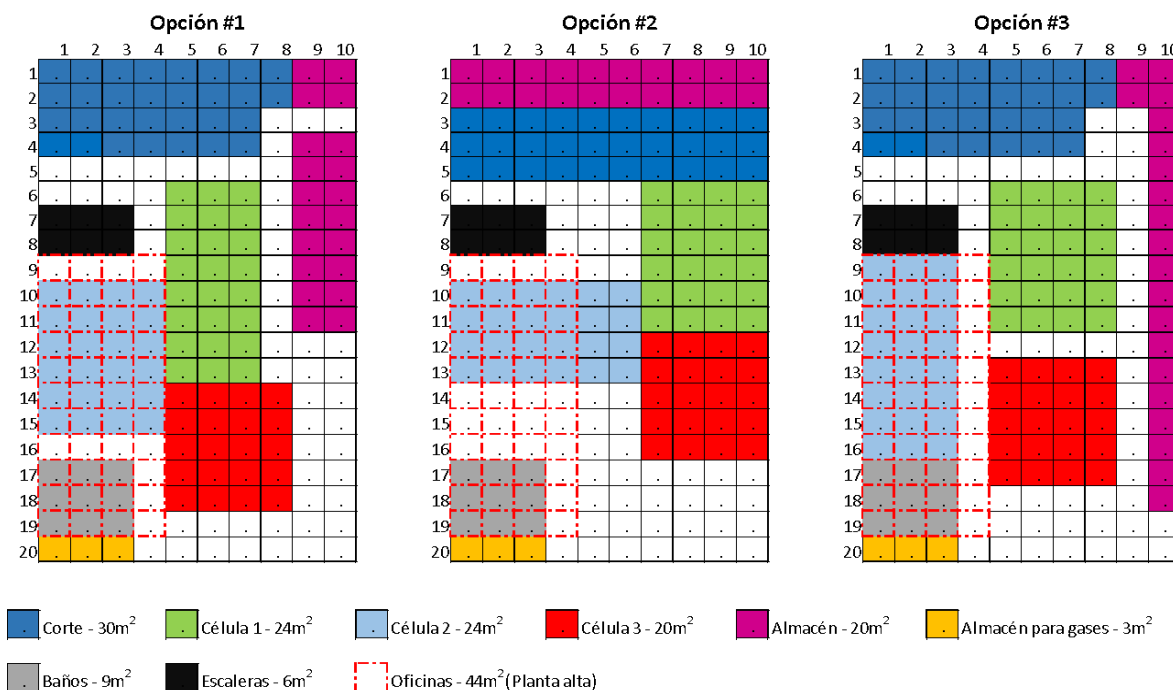 Opción #1
Opción #2
Opción #3
1 2 3 4 5 6 7 8 9 10
1 2 3 4 5 6 7 8 9 10
1 2 3 4 5 6 7 8 9 10
1 1 1
2 2 2
3 3 3
4 4 4
5 5 5
6 6 6
7 7 7
8 8 8
9 9 9
10 10 10
11 11 11
12 12 12
13 13 13
14 14 14
15 15 15
16 16 16
17 17 17
18 18 18
19 19 19
20 20 20
Corte - 30m² Célula 1 - 24m² Célula 2 - 24m² Célula 3 - 20m² Almacén - 20m² Almacén para gases - 3m²
Baños - 9m² Escaleras - 6m² Oficinas - 44m² (Planta alta)